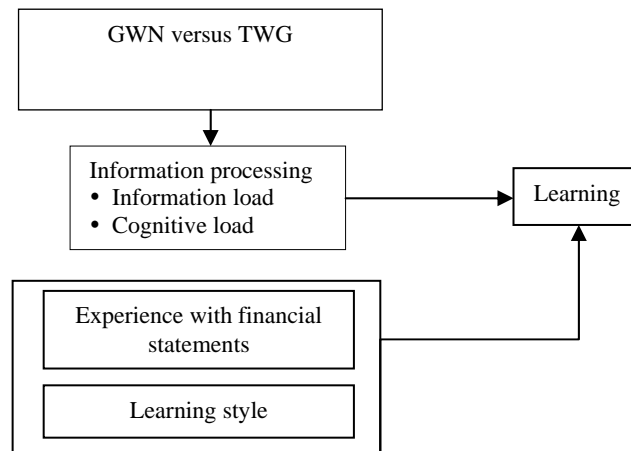 GWN versus TWG
Information processing
• Information load
• Cognitive load
Learning
Experience with financial
statements
Learning style